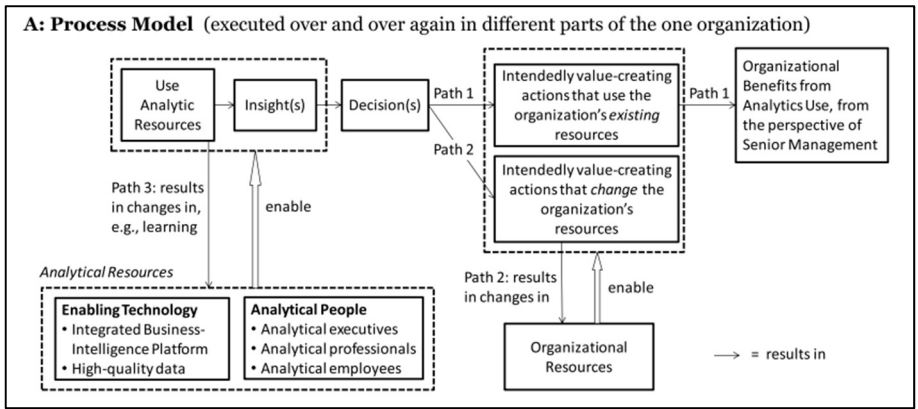 A: Process Model (executed over and over again in different parts of the one organization)
Use
Analytic
Resources
Insight(s)
Decision(s)
Path 1
Path 2
Intendedly value-creating
actions that use the
organization's existing
resources
Intendedly value-creating
actions that change the
organization's
resources
Path 1
Organizational
Benefits from
Analytics Use, from
the perspective of
Senior Management
Path 3: results
in changes in,
e.g., learning
enable
Analytical Resources
Enabling Technology
• Integrated Business-
Intelligence Platform
• High-quality data
Analytical People
• Analytical executives
• Analytical professionals
• Analytical employees
Path 2: results
in changes in
enable
Organizational
Resources
= results in